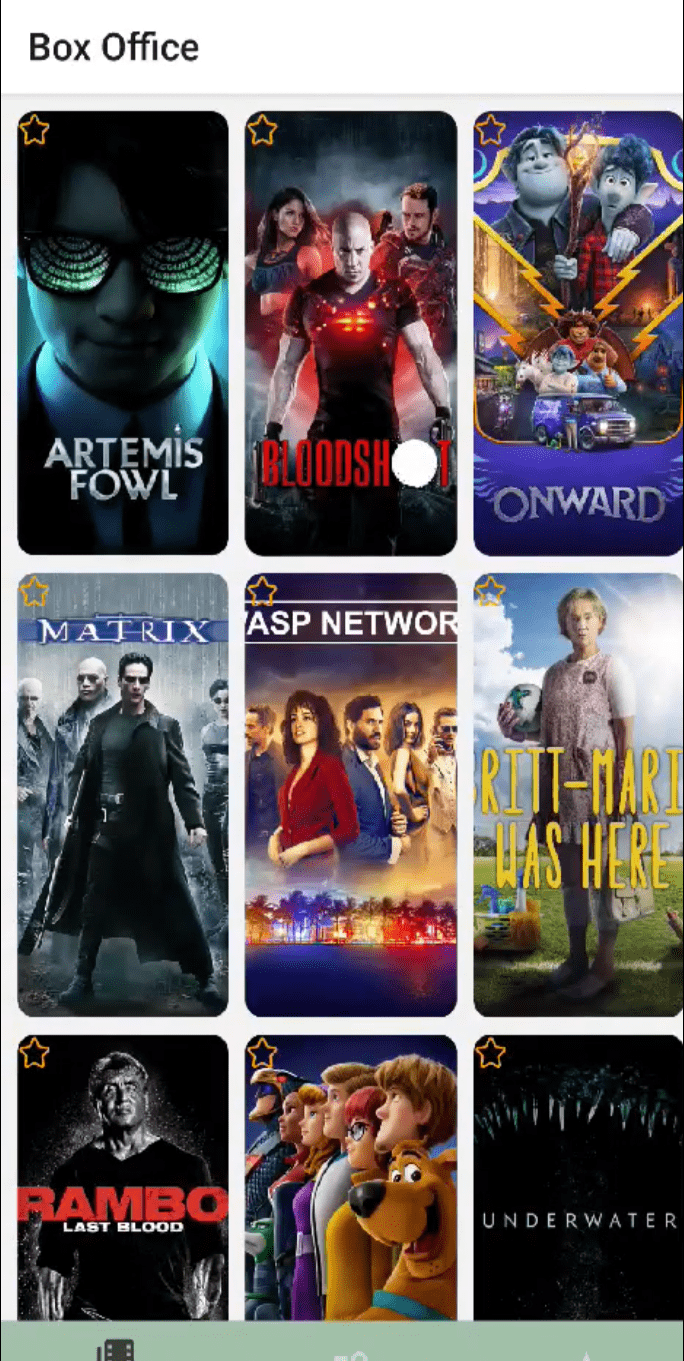 Box Office
ARTEMIS
FOWL
BLOODSH T
ONWARD
MATRIX
ASP NETWOR
RITT-MARI
WAS HERE
RAMBO
LAST BLOOD
UNDERWATER